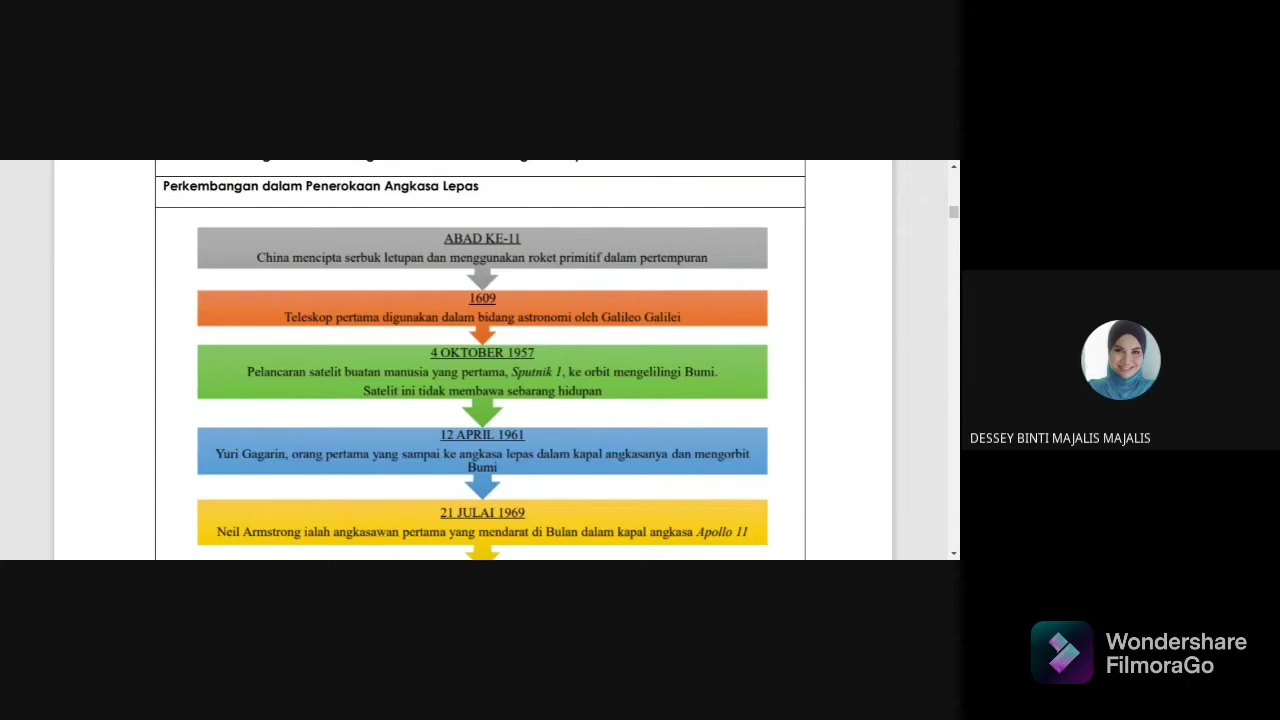 Perkembangan dalam Penerokaan Angkasa Lepas
ABAD KE-11
China mencipta serbuk letupan dan menggunakan roket primitif dalam pertempuran
1609
Teleskop pertama digunakan dalam bidang astronomi oleh Galileo Galilei
4 OKTOBER 1957
Pelancaran satelit buatan manusia yang pertama, Sputnik 1, ke orbit mengelilingi Bumi.
Satelit ini tidak membawa sebarang hidupan
12 APRIL 1961
Yuri Gagarin, orang pertama yang sampai ke angkasa lepas dalam kapal angkasanya dan mengorbit
Bumi
21 JULAI 1969
Neil Armstrong ialah angkasawan pertama yang mendarat di Bulan dalam kapal angkasa Apollo 11
DESSEY BINTI MAJALIS MAJALIS
Wondershare
FilmoraGo